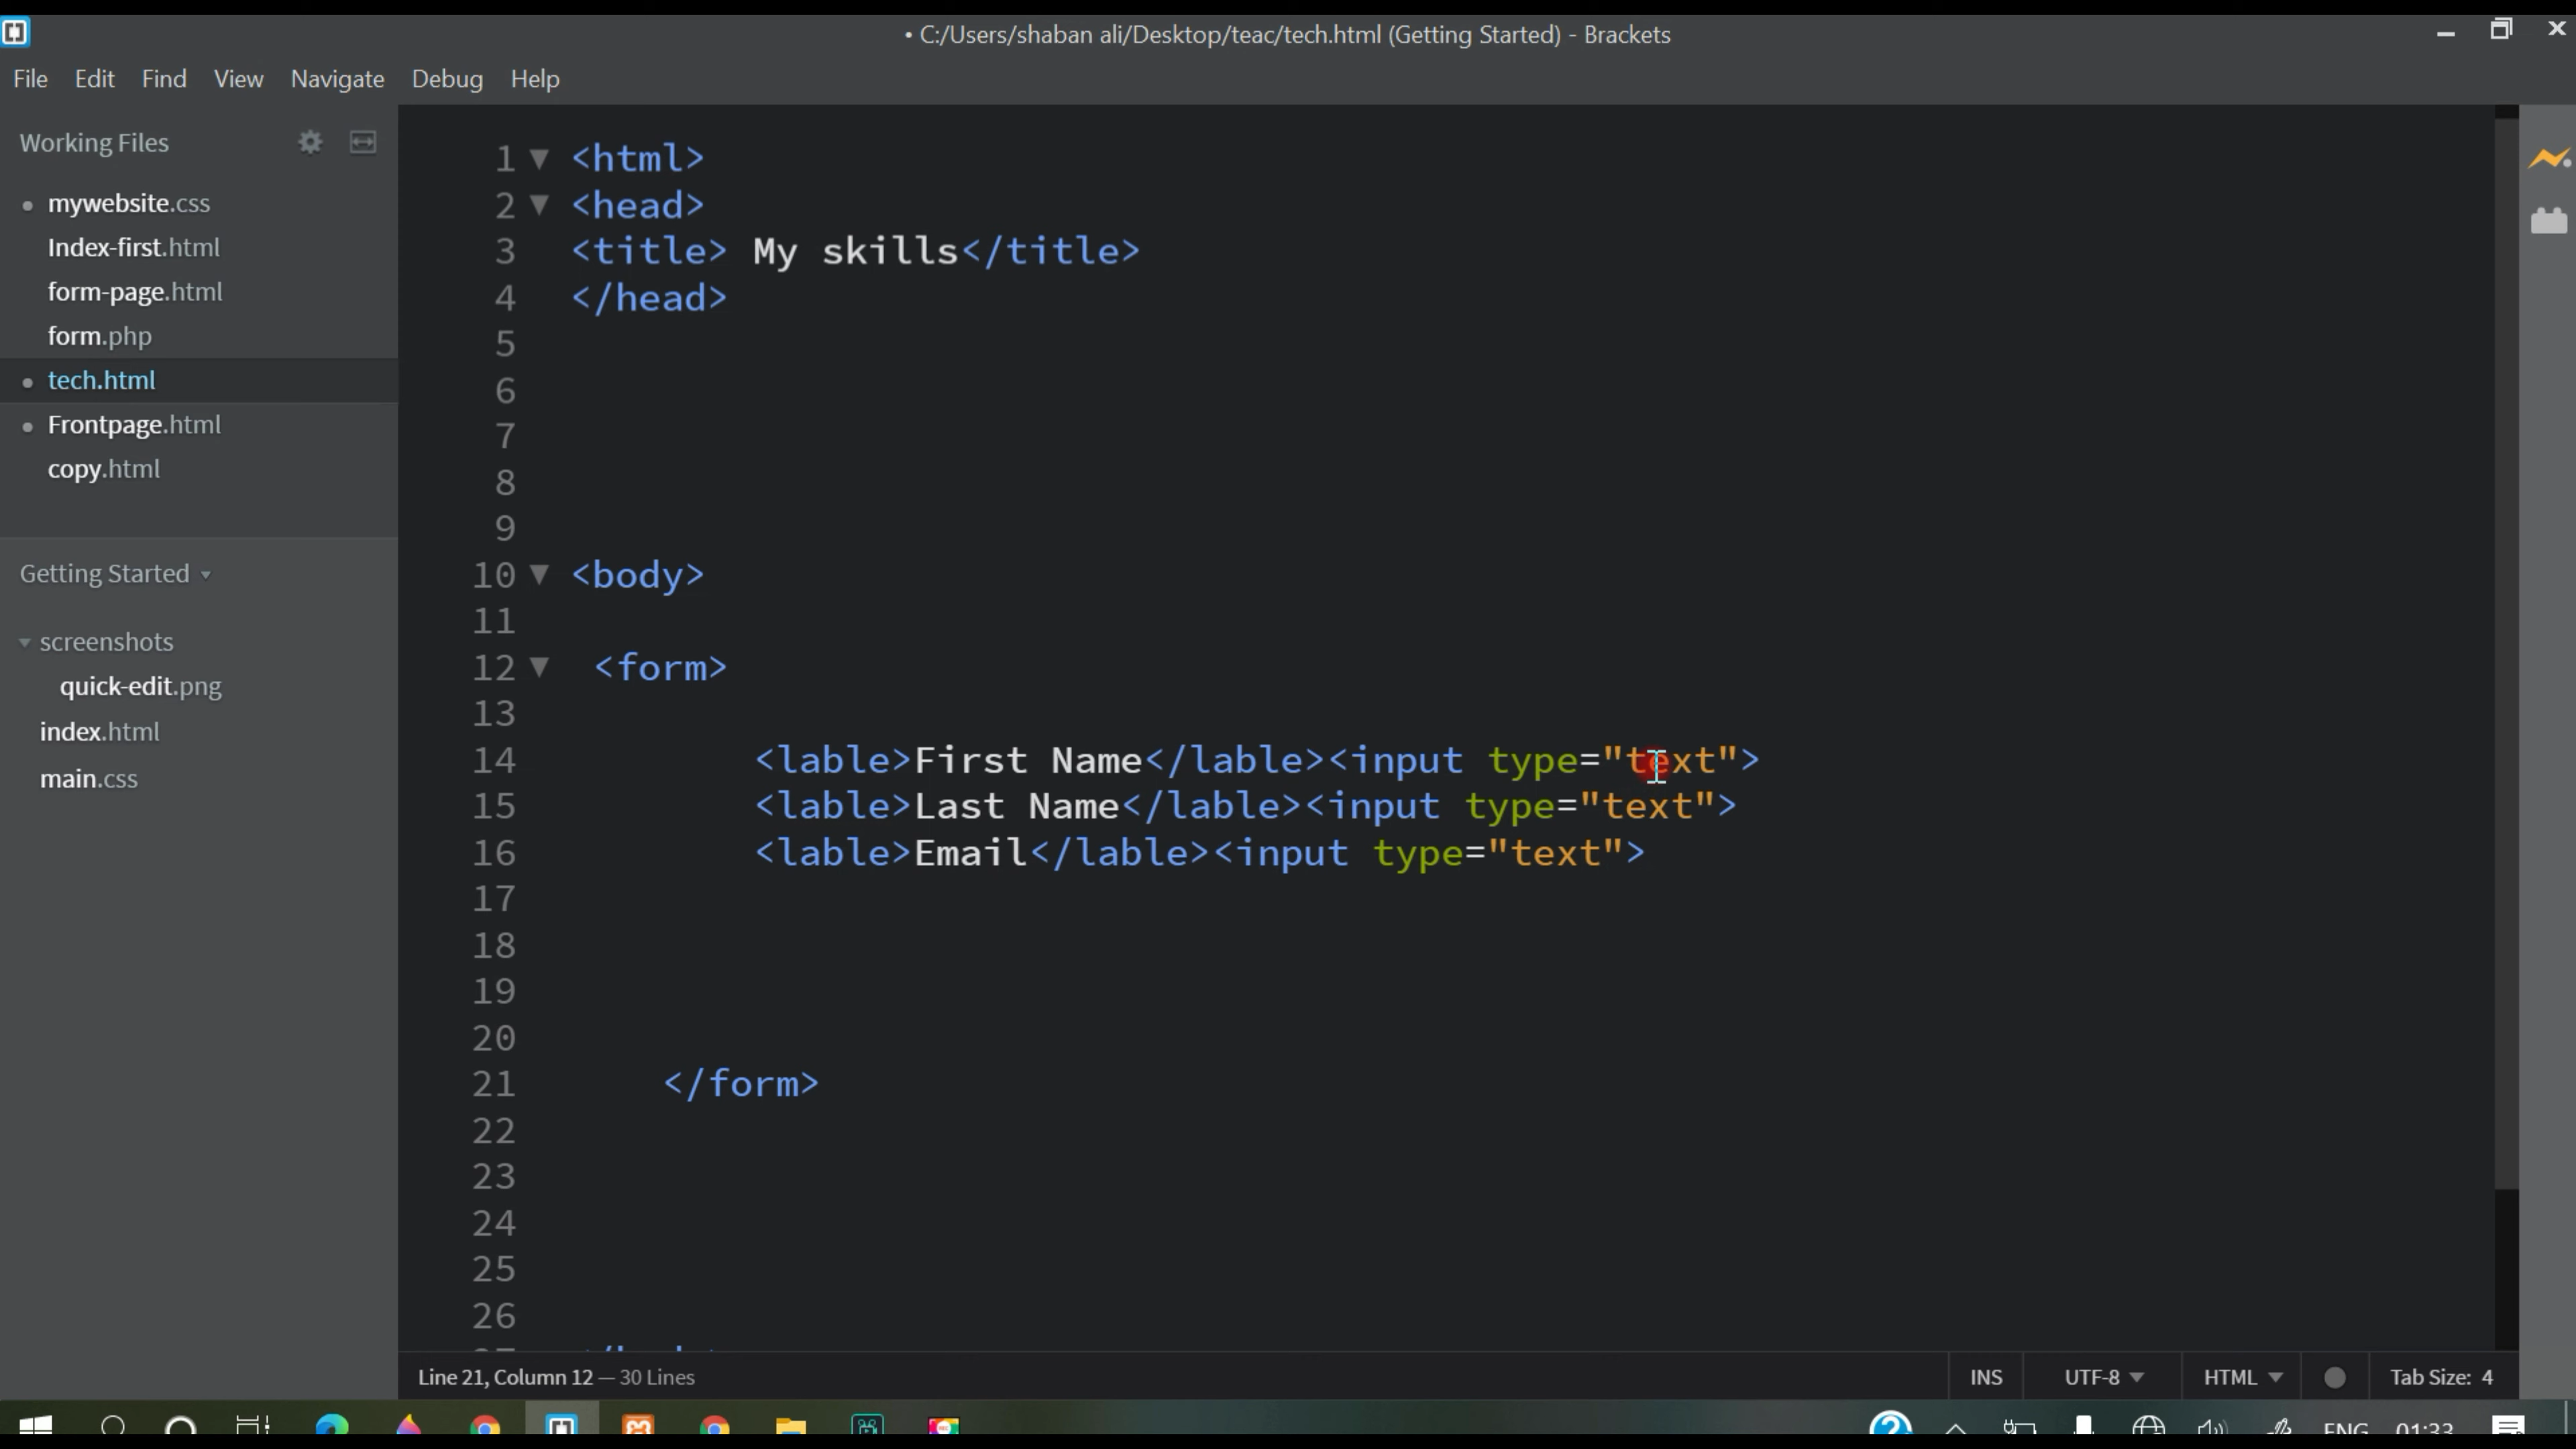 • C:/Users/shaban ali/Desktop/teac/tech.html (Getting Started) - Brackets
File Edit Find View Navigate Debug Help
Working Files
mywebsite.css
Index-first.html
form-page.html
form.php
tech.html
Frontpage.html
copy.html
Getting Started
screenshots
quick-edit.png
index.html
main.css
1 <html>
2 <head>
3 <title> My skills</title>
4 </head>
5
6
7
8
9
10 <body>
11
12 <form>
13
14 <lable>First Name</lable><input type="text">
15 <lable>Last Name</lable><input type="text">
16 <lable>Email</lable><input type="text">
17
18
19
20
21 </form>
22
23
24
25
26
Line 21, Column 12 — 30 Lines
INS UTF-8 HTML Tab Size: 4
ENG 01:33